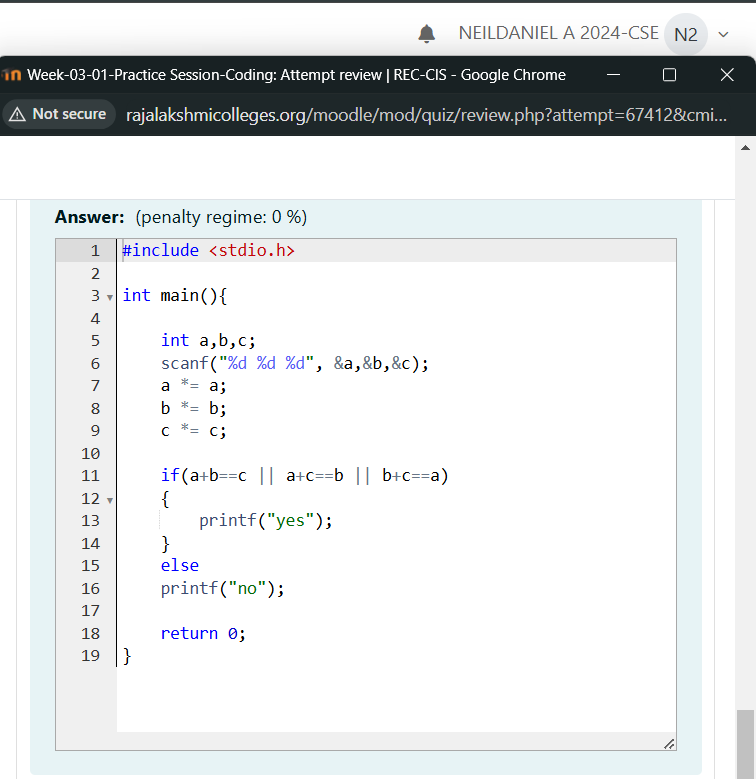 NEILDANIEL A 2024-CSE N2
Week-03-01-Practice Session-Coding: Attempt review | REC-CIS - Google Chrome
Not secure rajalakshmicolleges.org/moodle/mod/quiz/review.php?attempt=67412&cmi...
Answer: (penalty regime: 0 %)
1 #include <stdio.h>
2
3 int main(){
4
5     int a,b,c;
6     scanf("%d %d %d", &a,&b,&c);
7     a *= a;
8     b *= b;
9     c *= c;
10
11     if(a+b==c || a+c==b || b+c==a)
12     {
13         printf("yes");
14     }
15     else
16     printf("no");
17
18     return 0;
19 }